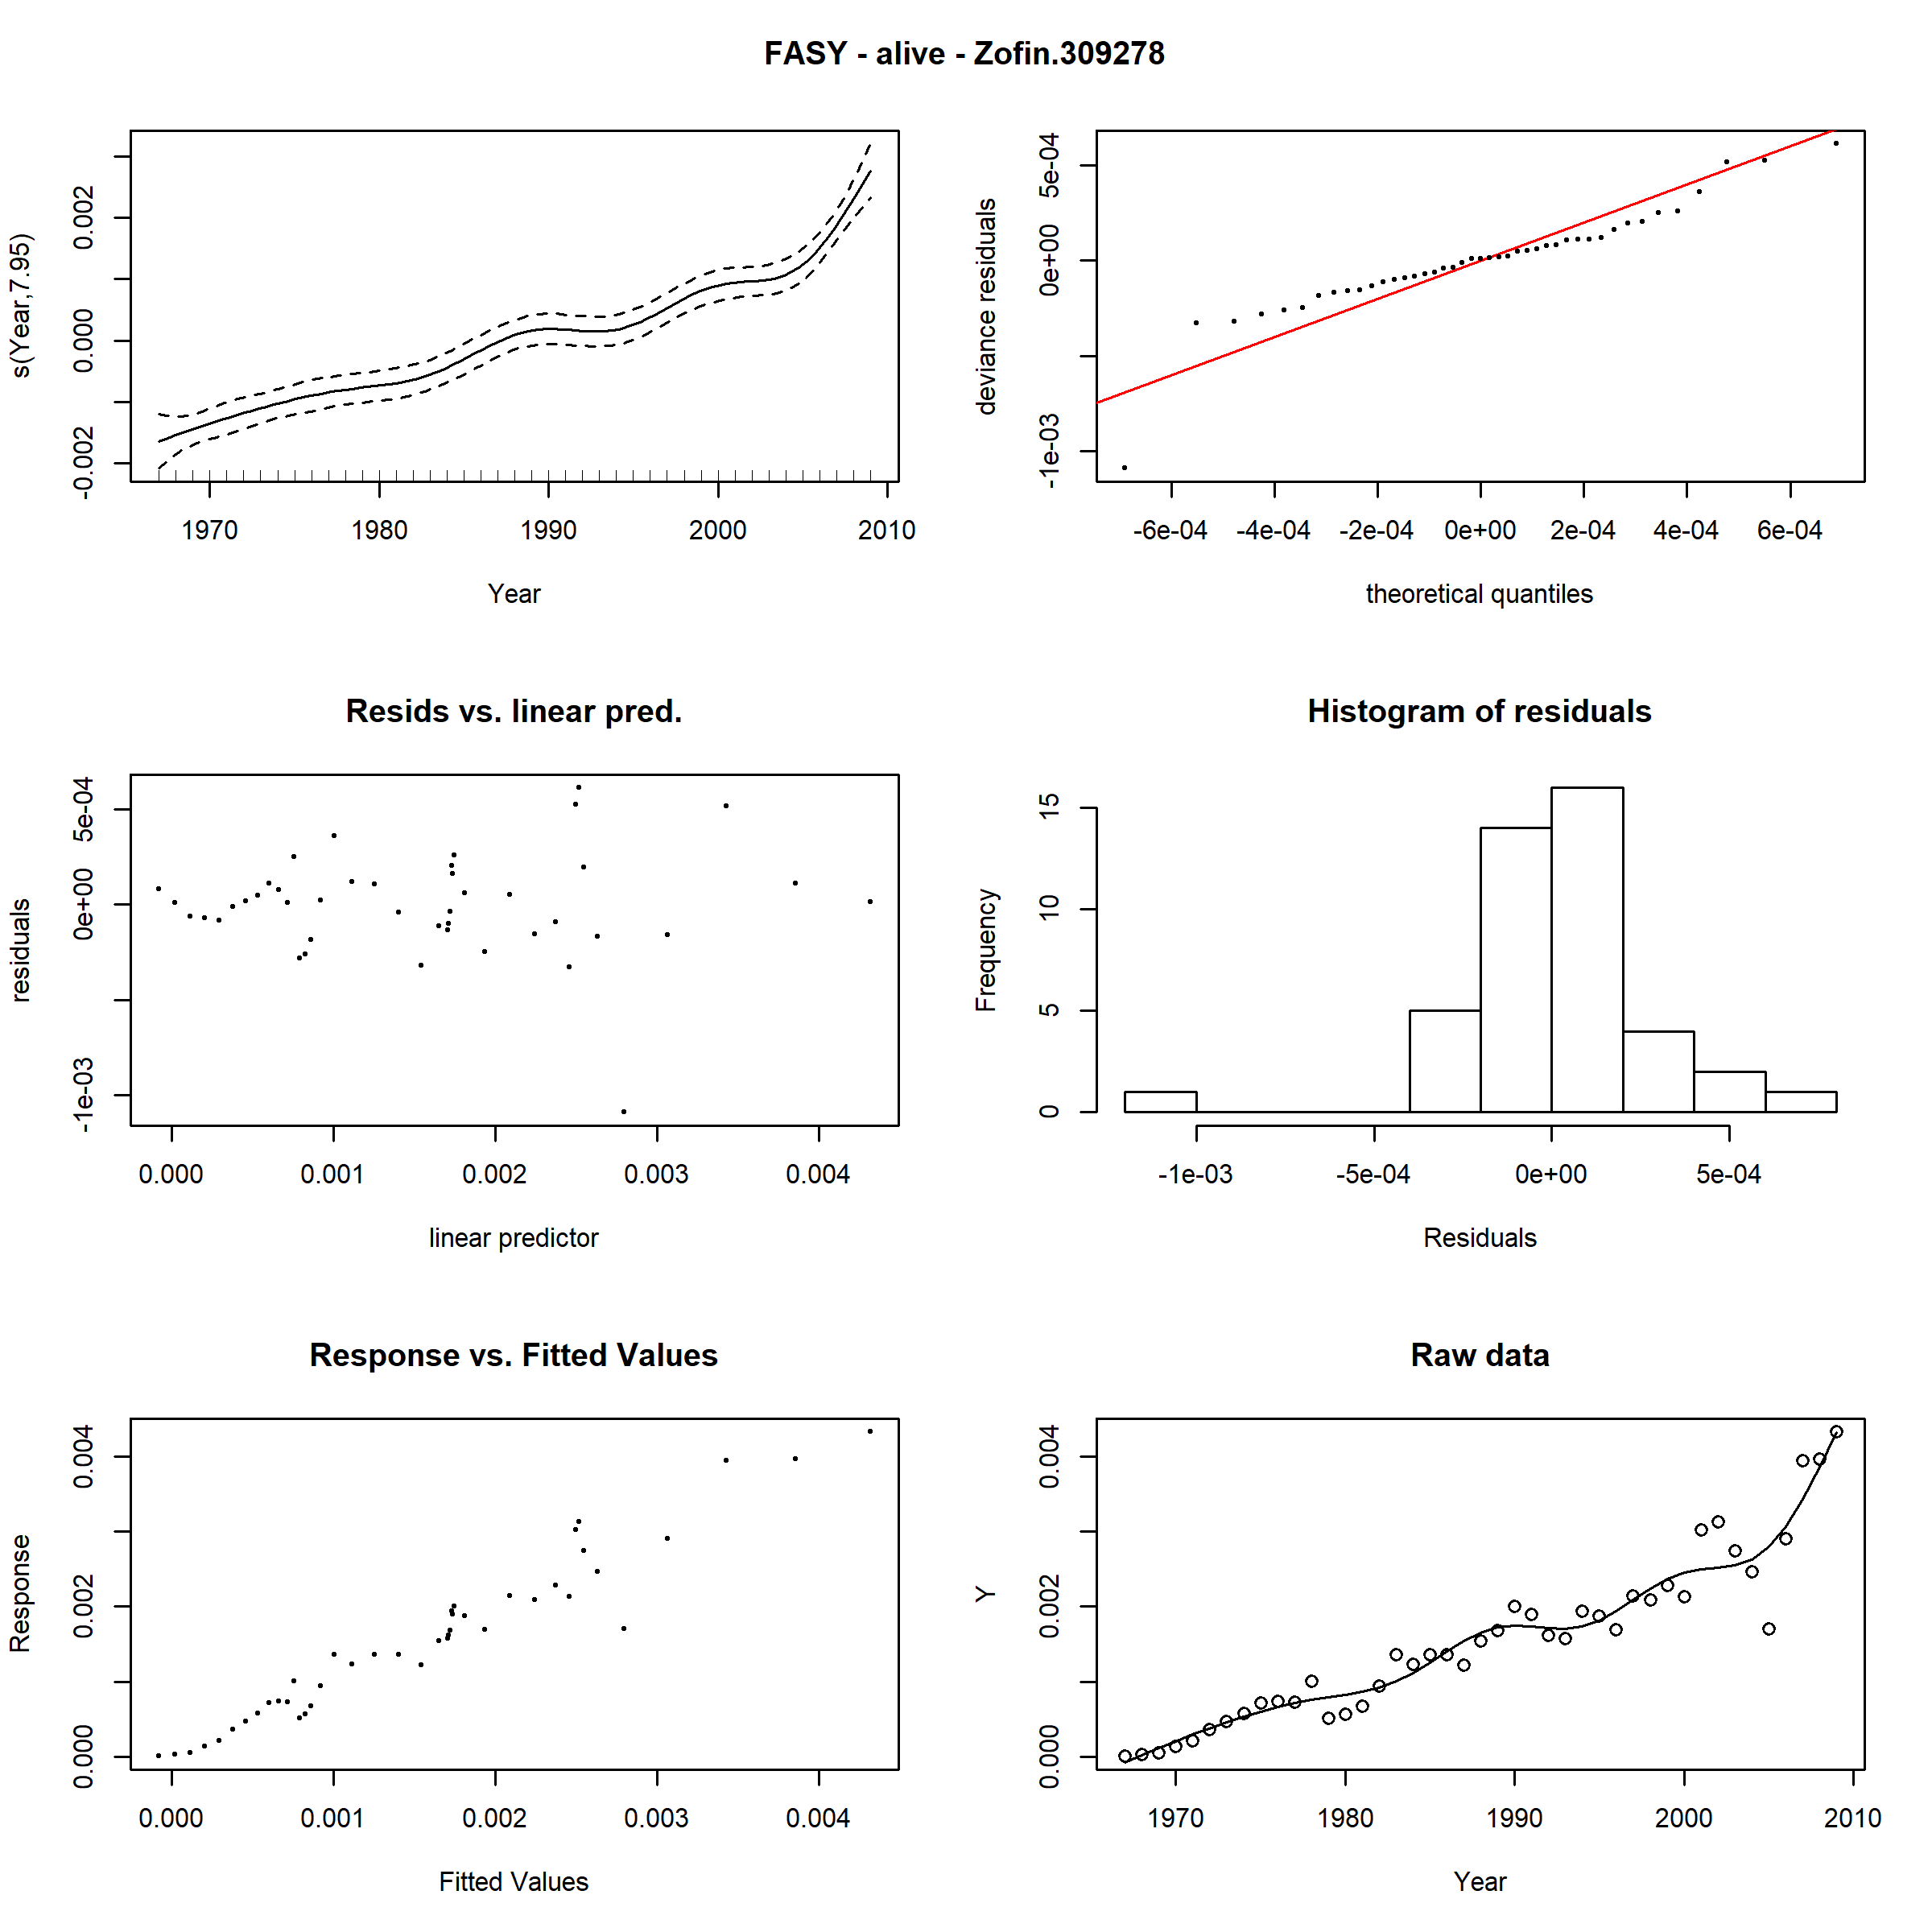 FASY - alive - Zofin.309278
s(Year,7.95)
-0.002 0.000 0.002
1970 1980 1990 2000 2010
Year
deviance residuals
-1e-03 0e+00 5e-04
-6e-04 -4e-04 -2e-04 0e+00 2e-04 4e-04 6e-04
theoretical quantiles
Resids vs. linear pred.
residuals
-1e-03 0e+00 5e-04
0.000 0.001 0.002 0.003 0.004
linear predictor
Histogram of residuals
Frequency
0 5 10 15
-1e-03 -5e-04 0e+00 5e-04
Residuals
Response vs. Fitted Values
Response
0.000 0.002 0.004
0.000 0.001 0.002 0.003 0.004
Fitted Values
Raw data
Y
0.000 0.002 0.004
1970 1980 1990 2000 2010
Year